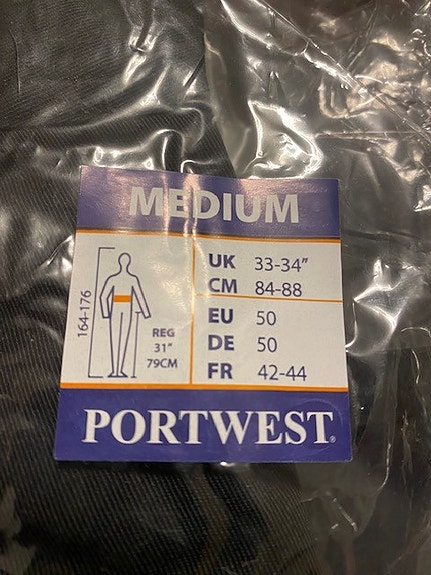 MEDIUM
164-176
REG
31"
79CM
UK 33-34"
CM 84-88
EU 50
DE 50
FR 42-44
PORTWEST®